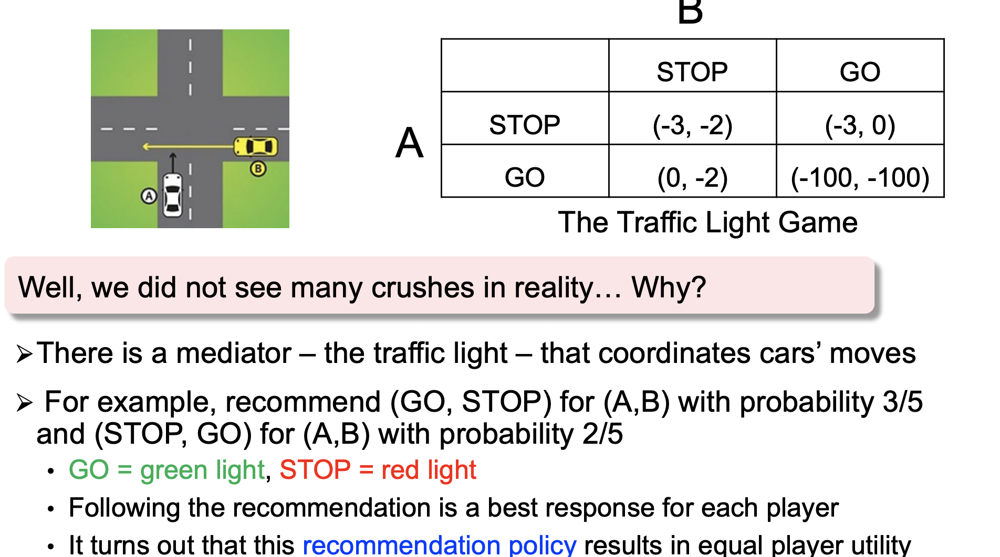 B
STOP GO
STOP (-3, -2) (-3, 0)
A
GO (0, -2) (-100, -100)
The Traffic Light Game
B
A
Well, we did not see many crushes in reality… Why?
➢ There is a mediator – the traffic light – that coordinates cars’ moves
➢ For example, recommend (GO, STOP) for (A,B) with probability 3/5
and (STOP, GO) for (A,B) with probability 2/5
• GO = green light, STOP = red light
• Following the recommendation is a best response for each player
• It turns out that this recommendation policy results in equal player utility